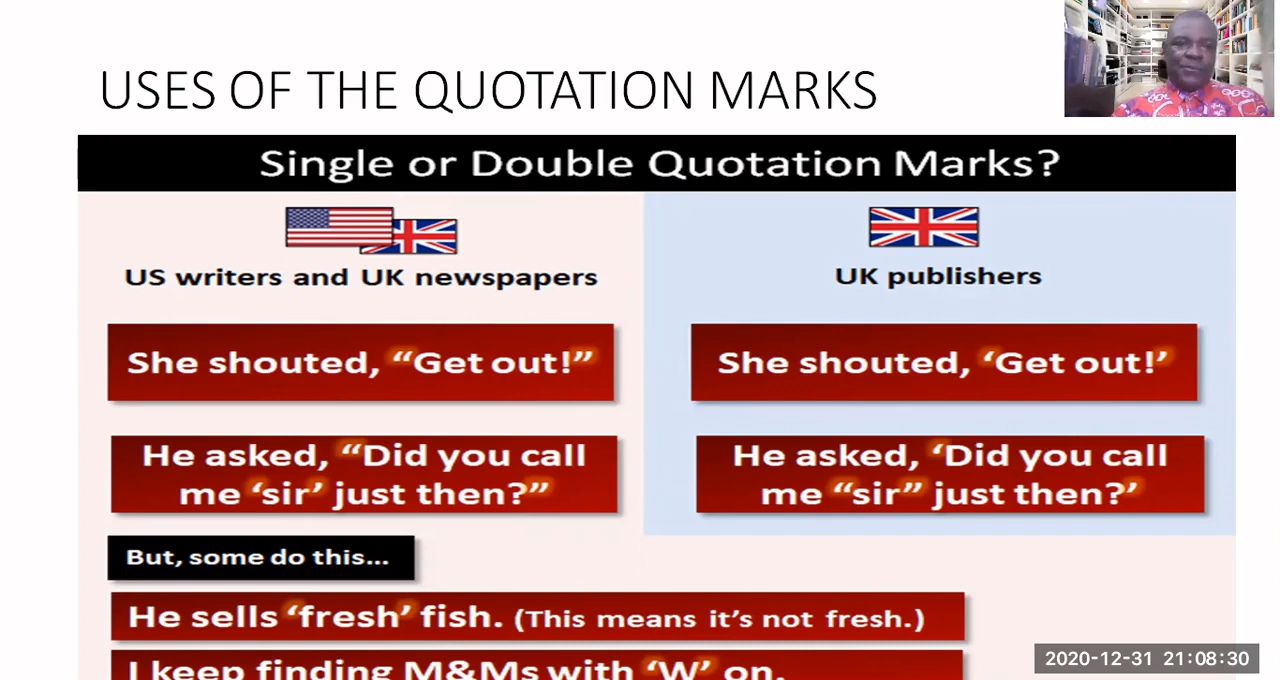 USES OF THE QUOTATION MARKS
Single or Double Quotation Marks?
US writers and UK newspapers
She shouted, “Get out!”
He asked, “Did you call
me ‘sir’ just then?”
UK publishers
She shouted, ‘Get out!’
He asked, ‘Did you call
me “sir” just then?’
But, some do this...
He sells ‘fresh’ fish. (This means it’s not fresh.)
I keep finding M&Ms with ‘W’ on.
2020-12-31 21:08:30